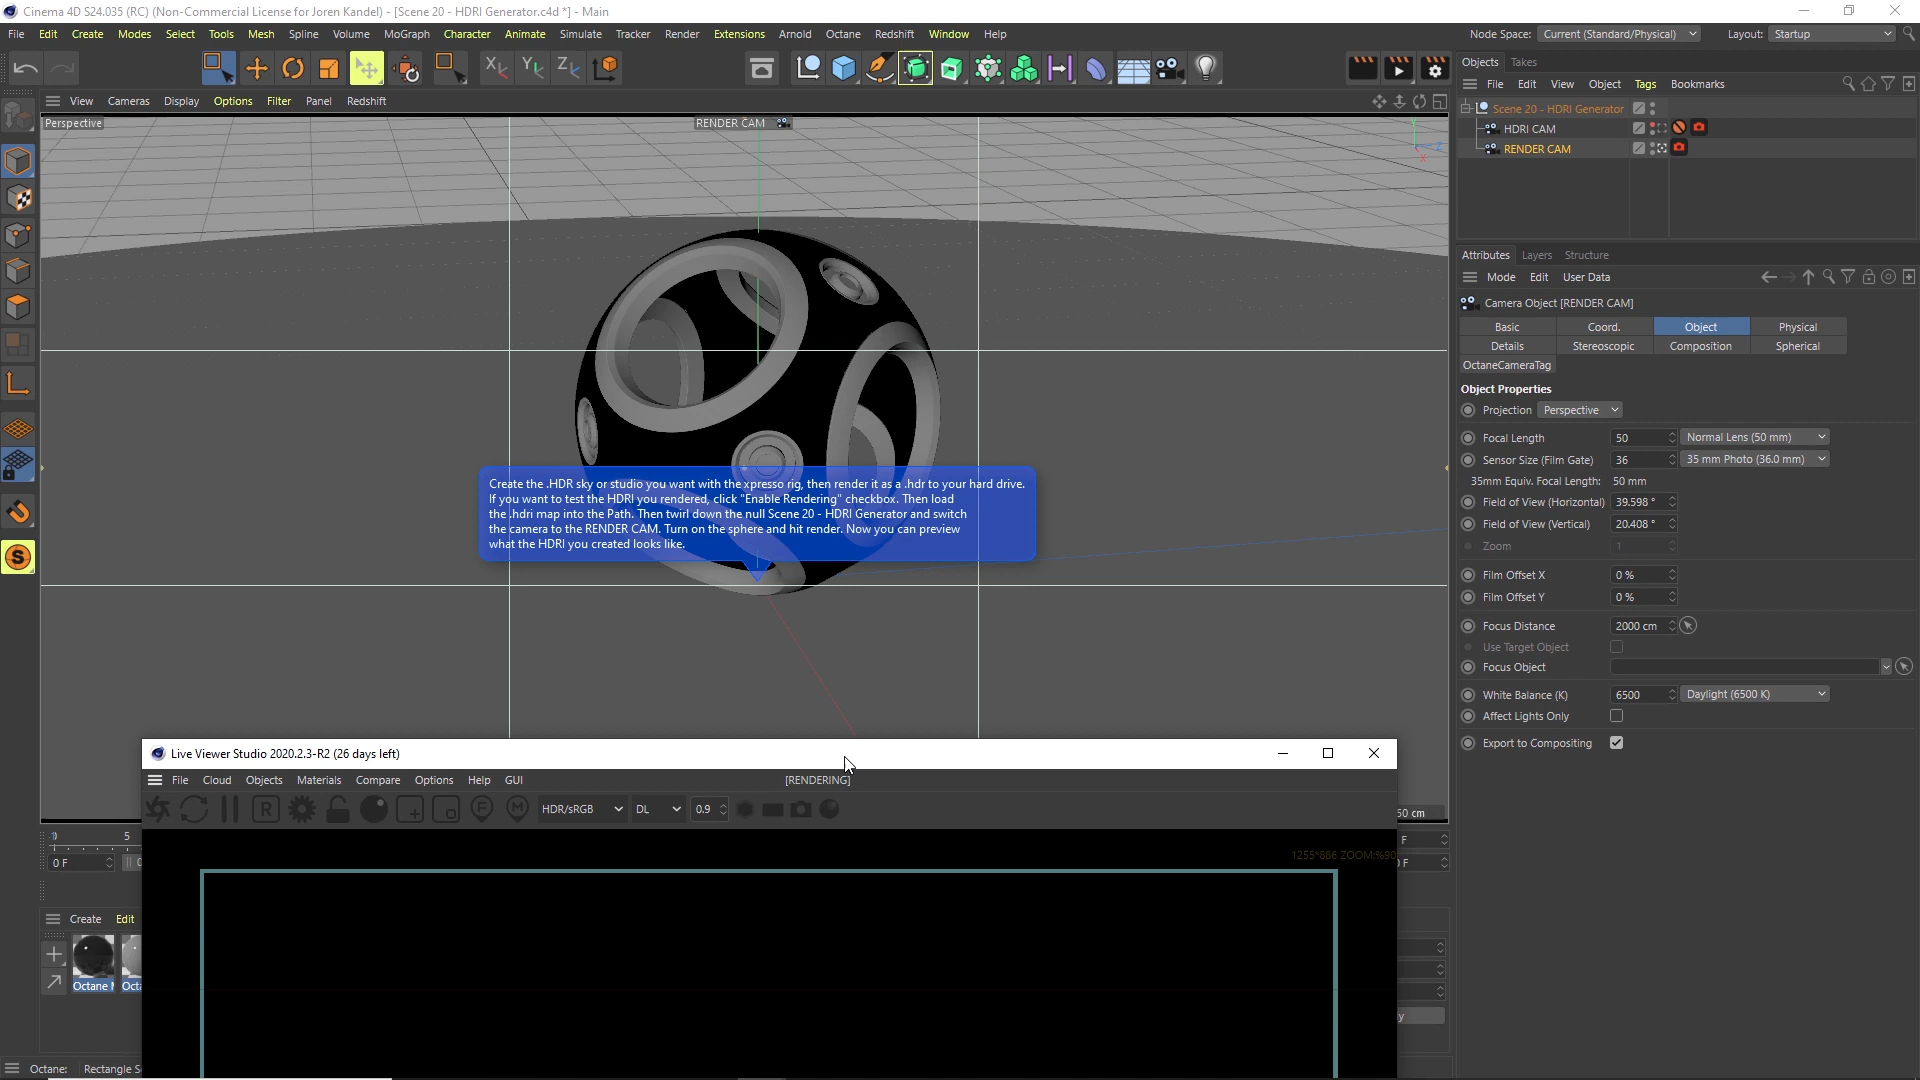 Cinema 4D S24.035 (RC) (Non-Commercial License for Joren Kandel) - [Scene 20 - HDRI Generator.c4d *] - Main
File Edit Create Modes Select Tools Mesh Spline Volume MoGraph Character Animate Simulate Tracker Render Extensions Arnold Octane Redshift Window Help
Node Space: Current (Standard/Physical) Layout: Startup
X Y Z
View Cameras Display Options Filter Panel Redshift
Perspective
RENDER CAM
Y
Z
X
Create the .HDR sky or studio you want with the xpresso rig, then render it as a .hdr to your hard drive.
If you want to test the HDRI you rendered, click "Enable Rendering" checkbox. Then load
the .hdri map into the Path. Then twirl down the null Scene 20 - HDRI Generator and switch
the camera to the RENDER CAM. Turn on the sphere and hit render. Now you can preview
what the HDRI you created looks like.
Live Viewer Studio 2020.2.3-R2 (26 days left)
File Cloud Objects Materials Compare Options Help GUI
[RENDERING]
R F M HDR/sRGB DL 0.9
1255*866 ZOOM:%90
50 cm
0 5
0 F
F
0 F
Create Edit
Octane
Octa
y
Octane: Rectangle S
Objects Takes
File Edit View Object Tags Bookmarks
Scene 20 - HDRI Generator
HDRI CAM
RENDER CAM
Attributes Layers Structure
Mode Edit User Data
Camera Object [RENDER CAM]
Basic Coord. Object Physical
Details Stereoscopic Composition Spherical
OctaneCameraTag
Object Properties
Projection Perspective
Focal Length 50 Normal Lens (50 mm)
Sensor Size (Film Gate) 36 35 mm Photo (36.0 mm)
35mm Equiv. Focal Length: 50 mm
Field of View (Horizontal) 39.598 °
Field of View (Vertical) 20.408 °
Zoom 1
Film Offset X 0 %
Film Offset Y 0 %
Focus Distance 2000 cm
Use Target Object
Focus Object
White Balance (K) 6500 Daylight (6500 K)
Affect Lights Only
Export to Compositing